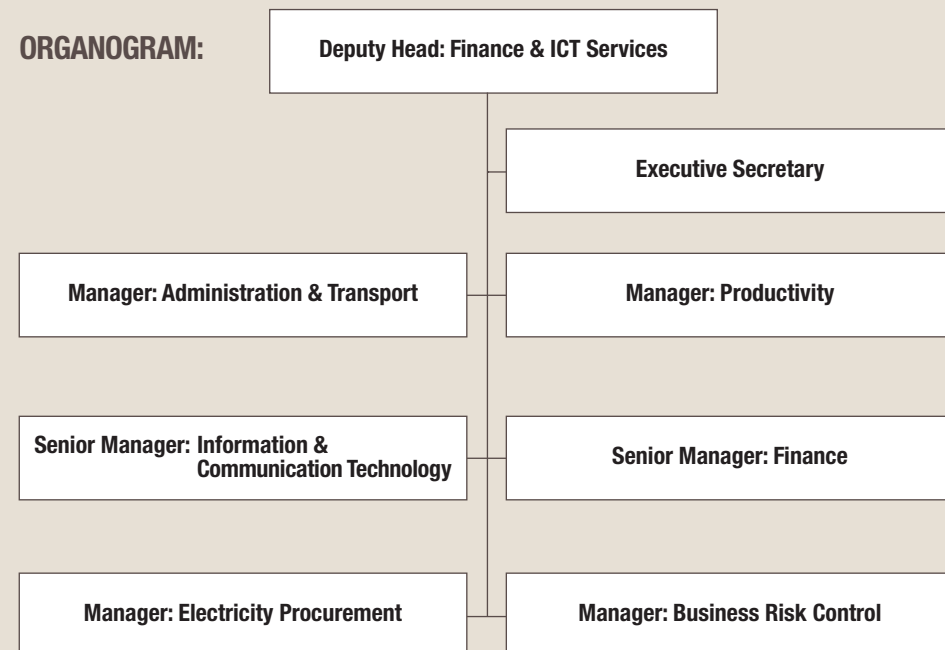 ORGANOGRAM:
Deputy Head: Finance & ICT Services
Executive Secretary
Manager: Administration & Transport
Manager: Productivity
Senior Manager: Information &
Communication Technology
Senior Manager: Finance
Manager: Electricity Procurement
Manager: Business Risk Control